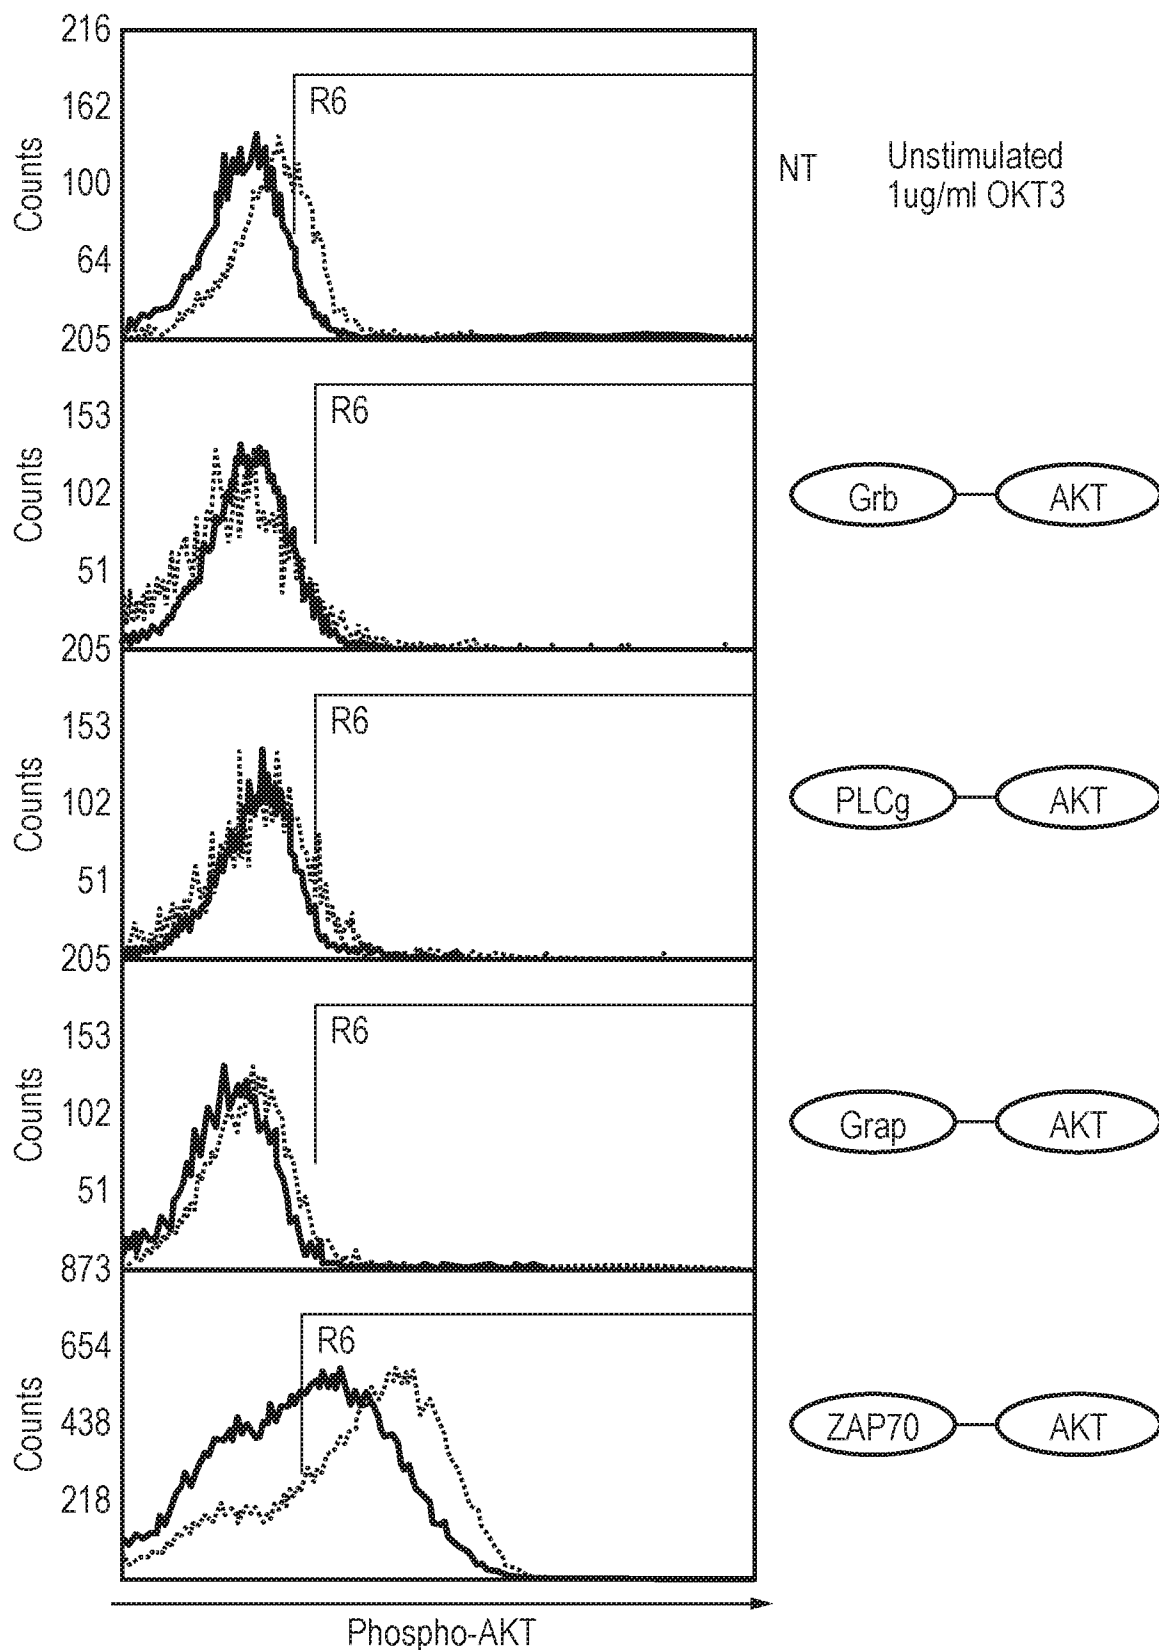 216
162
100
64
205
Counts
R6
NT
Unstimulated
1ug/ml OKT3
153
102
51
205
Counts
R6
Grb
AKT
153
102
51
205
Counts
R6
PLCg
AKT
153
102
51
873
Counts
R6
Grap
AKT
654
438
218
Counts
R6
ZAP70
AKT
Phospho-AKT